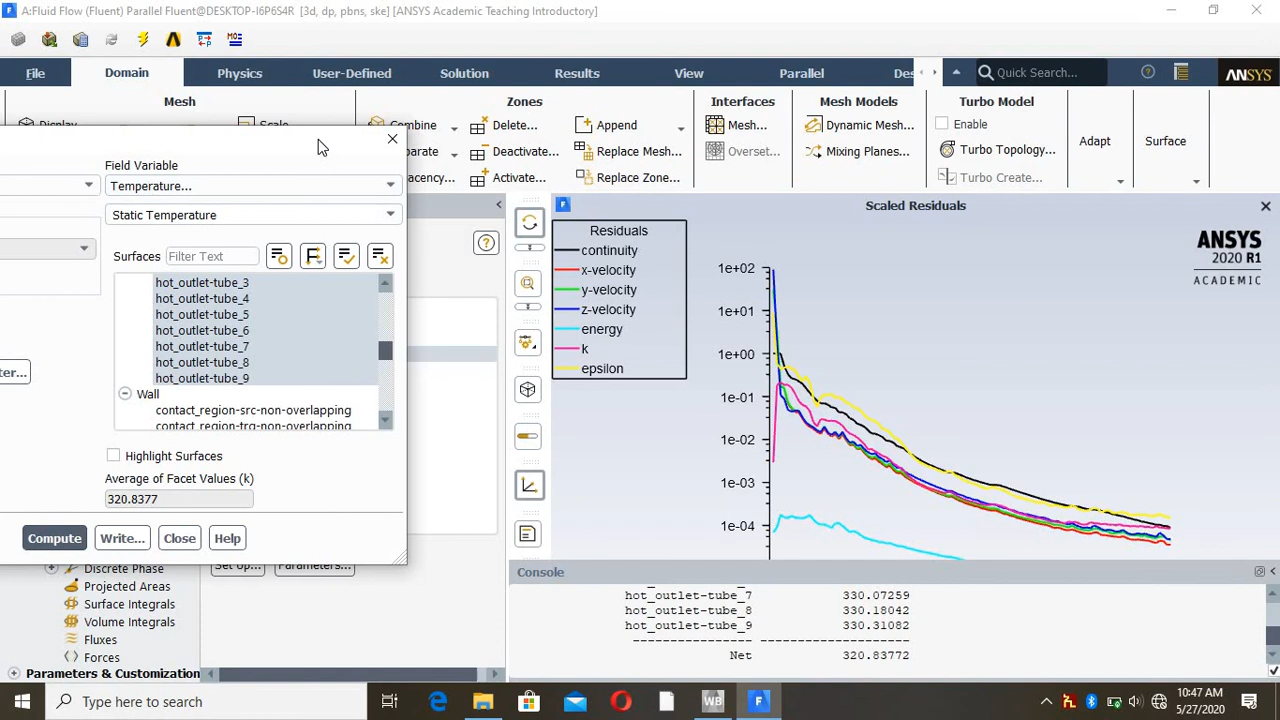 A:Fluid Flow (Fluent) Parallel Fluent@DESKTOP-I6P6S4R [3d, dp, pbns, ske] [ANSYS Academic Teaching Introductory]
File Domain Physics User-Defined Solution Results View Parallel Quick Search... ANSYS
Mesh Zones Interfaces Mesh Models Turbo Model
Combine Delete... Append Mesh... Dynamic Mesh... Enable
Deactivate... Replace Mesh... Overset... Mixing Planes... Turbo Topology... Adapt Surface
Activate... Replace Zone... Turbo Create...
Field Variable
Temperature...
Static Temperature
Surfaces Filter Text
hot_outlet-tube_3
hot_outlet-tube_4
hot_outlet-tube_5
hot_outlet-tube_6
hot_outlet-tube_7
hot_outlet-tube_8
hot_outlet-tube_9
Wall
contact_region-src-non-overlapping
contact_region-trg-non-overlapping
Highlight Surfaces
Average of Facet Values (k)
320.8377
Compute Write... Close Help
Parameters...
Discrete Phase
Projected Areas
Surface Integrals
Volume Integrals
Fluxes
Forces
Parameters & Customization
Scaled Residuals
Residuals
continuity
x-velocity
y-velocity
z-velocity
energy
k
epsilon
ANSYS
2020 R1
ACADEMIC
1e+02
1e+01
1e+00
1e-01
1e-02
1e-03
1e-04
Console
hot_outlet-tube_7 330.07259
hot_outlet-tube_8 330.18042
hot_outlet-tube_9 330.31082
---------------- --------------------
Net 320.83772
Type here to search
WB
10:47 AM
5/27/2020